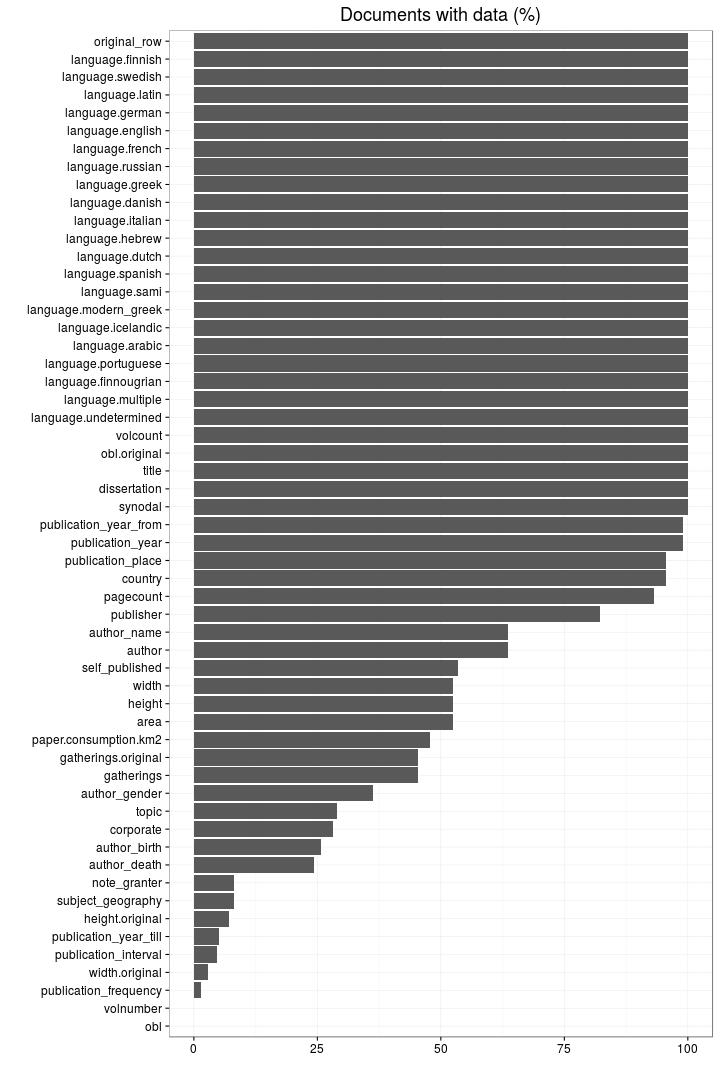 Documents with data (%)
original_row
language.finnish
language.swedish
language.latin
language.german
language.english
language.french
language.russian
language.greek
language.danish
language.italian
language.hebrew
language.dutch
language.spanish
language.sami
language.modern_greek
language.icelandic
language.arabic
language.portuguese
language.finnougrian
language.multiple
language.undetermined
volcount
obl.original
title
dissertation
synodal
publication_year_from
publication_year
publication_place
country
pagecount
publisher
author_name
author
self_published
width
height
area
paper.consumption.km2
gatherings.original
gatherings
author_gender
topic
corporate
author_birth
author_death
note_granter
subject_geography
height.original
publication_year_till
publication_interval
width.original
publication_frequency
volnumber
obl
0 25 50 75 100